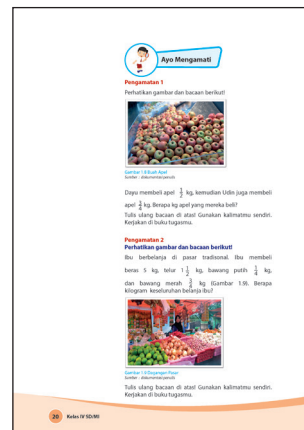 Ayo Mengamati
Pengamatan 1
Perhatikan gambar dan bacaan berikut!
Gambar 1.8 Buah Apel
Sumber : dokumentasi penulis
Dayu membeli apel 1/2 kg, kemudian Udin juga membeli
apel 3/4 kg. Berapa kg apel yang mereka beli?
Tulis ulang bacaan di atas! Gunakan kalimatmu sendiri.
Kerjakan di buku tugasmu.
Pengamatan 2
Perhatikan gambar dan bacaan berikut!
Ibu berbelanja di pasar tradisonal. Ibu membeli
beras 5 kg, telur 1 1/2 kg, bawang putih 1/4 kg,
dan bawang merah 3/4 kg (Gambar 1.9). Berapa
kilogram keseluruhan belanja ibu?
Gambar 1.9 Dagangan Pasar
Sumber : dokumentasi penulis
Tulis ulang bacaan di atas! Gunakan kalimatmu sendiri.
Kerjakan di buku tugasmu.
20 Kelas IV SD/MI